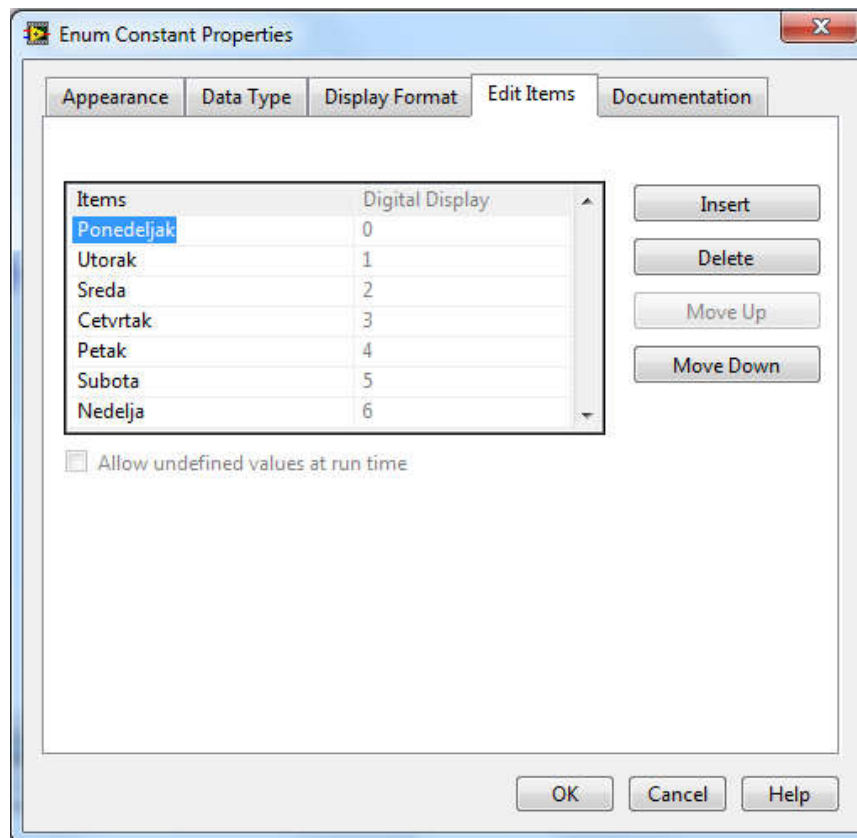 Enum Constant Properties
Appearance Data Type Display Format Edit Items Documentation
Items Digital Display
Ponedeljak 0
Utorak 1
Sreda 2
Cetvrtak 3
Petak 4
Subota 5
Nedelja 6
Insert
Delete
Move Up
Move Down
Allow undefined values at run time
OK Cancel Help